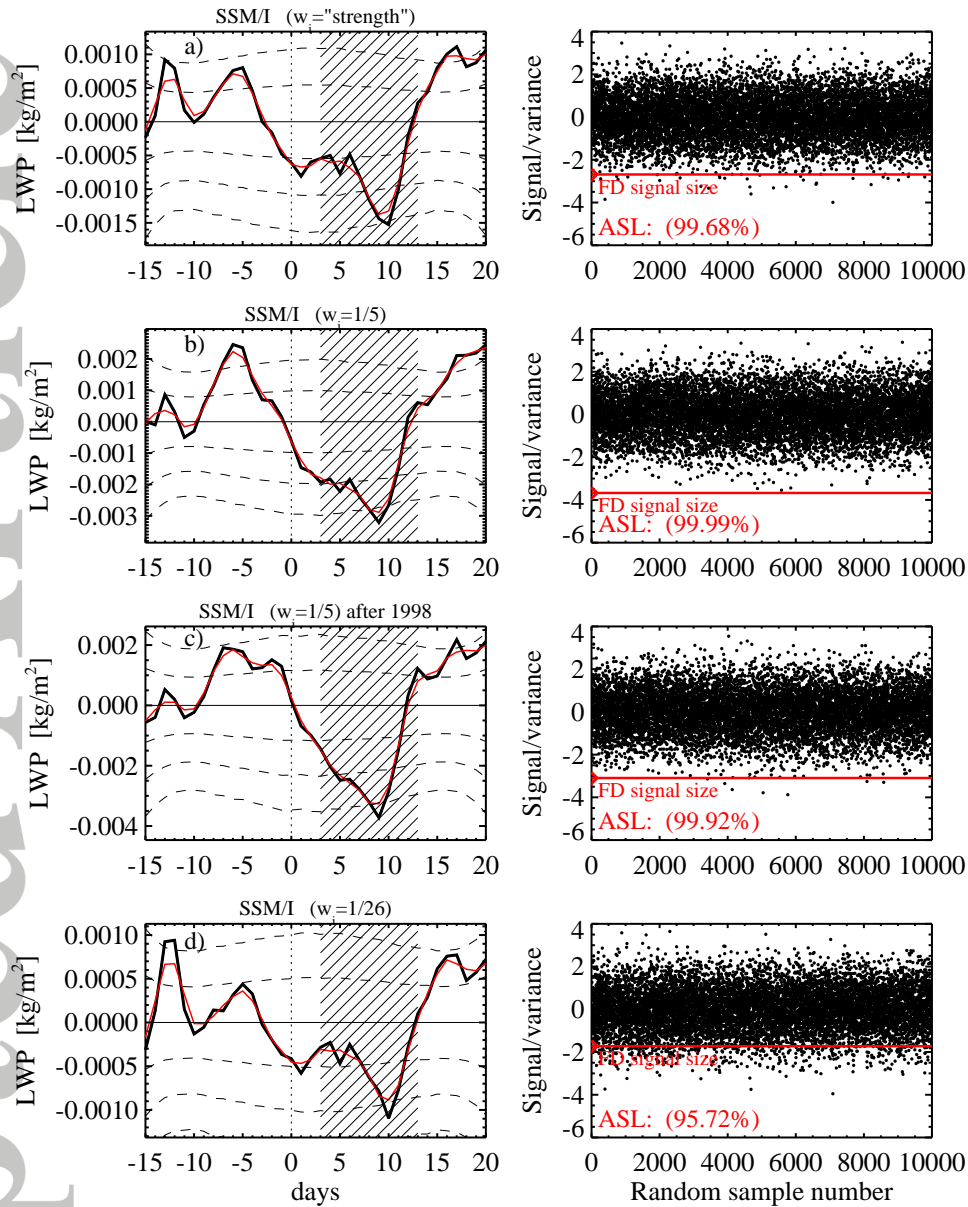 SSM/I (w_i="strength")
a)
LWP [kg/m²]
0.0010
0.0005
0.0000
-0.0005
-0.0010
-0.0015
-15 -10 -5 0 5 10 15 20
Signal/variance
4
2
0
-2
-4
-6
FD signal size
ASL: (99.68%)
0 2000 4000 6000 8000 10000
SSM/I (w_i=1/5)
b)
LWP [kg/m²]
0.002
0.001
0.000
-0.001
-0.002
-0.003
-15 -10 -5 0 5 10 15 20
Signal/variance
4
2
0
-2
-4
-6
FD signal size
ASL: (99.99%)
0 2000 4000 6000 8000 10000
SSM/I (w_i=1/5) after 1998
c)
LWP [kg/m²]
0.002
0.000
-0.002
-0.004
-15 -10 -5 0 5 10 15 20
Signal/variance
4
2
0
-2
-4
-6
FD signal size
ASL: (99.92%)
0 2000 4000 6000 8000 10000
SSM/I (w_i=1/26)
d)
LWP [kg/m²]
0.0010
0.0005
0.0000
-0.0005
-0.0010
-15 -10 -5 0 5 10 15 20
days
Signal/variance
4
2
0
-2
-4
-6
FD signal size
ASL: (95.72%)
0 2000 4000 6000 8000 10000
Random sample number